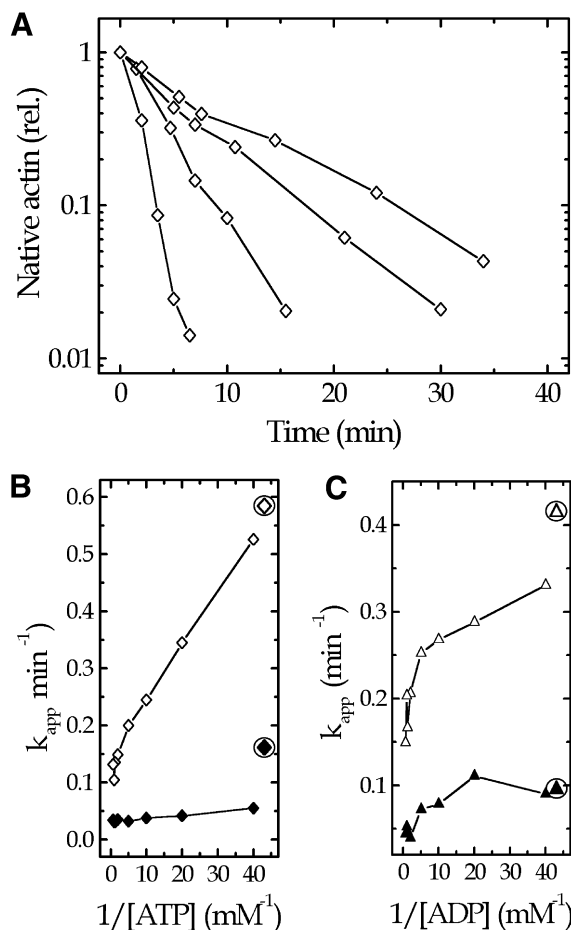 A
Native actin (rel.)
1
0.1
0.01
0 10 20 30 40
Time (min)
B
k_app min⁻¹
0.6
0.5
0.4
0.3
0.2
0.1
0.0
0 10 20 30 40
1/[ATP] (mM⁻¹)
C
k_app (min⁻¹)
0.4
0.3
0.2
0.1
0 10 20 30 40
1/[ADP] (mM⁻¹)